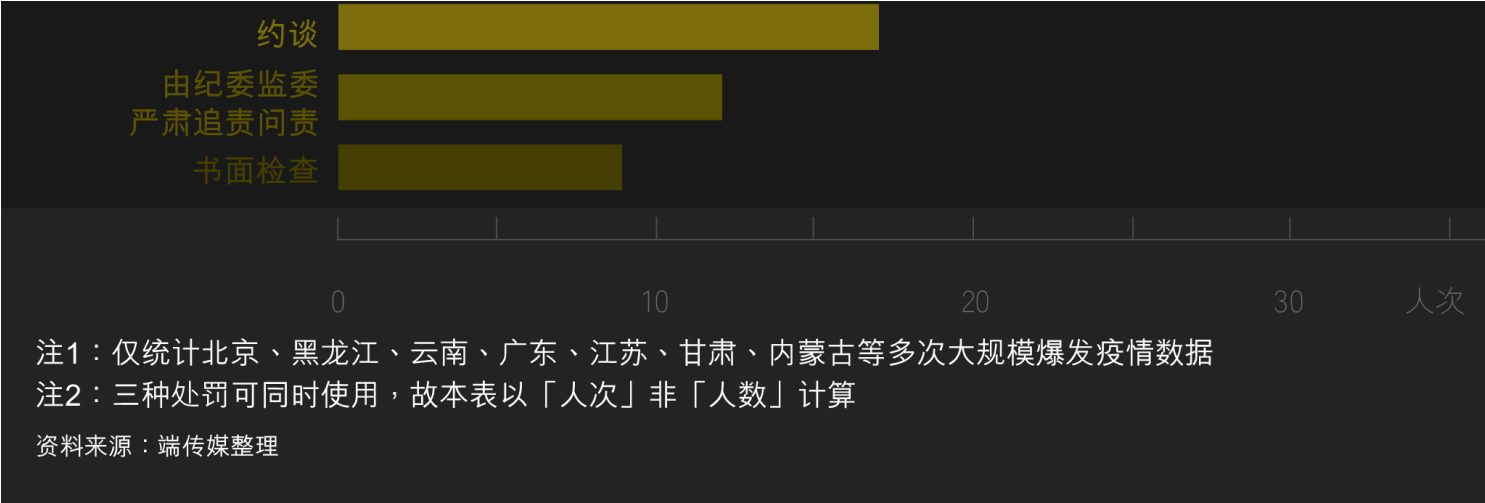 约谈
由纪委监委
严肃追责问责
书面检查
0 10 20 30 人次
注1：仅统计北京、黑龙江、云南、广东、江苏、甘肃、内蒙古等多次大规模爆发疫情数据
注2：三种处罚可同时使用，故本表以「人次」非「人数」计算
资料来源：端传媒整理